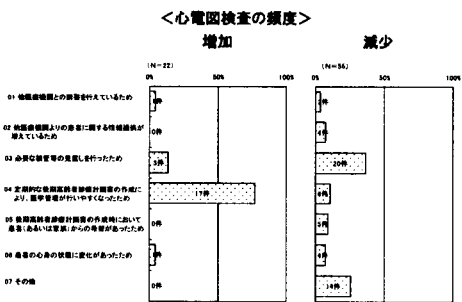 ＜心電図検査の頻度＞
増加 減少
(N=22) (N=56)
0% 50% 100% 0% 50% 100%
01 他医療機関との談を行えているため
02 他医療機関よりの患者に関する情報提供が
増えているため
0件 4件
03 必要な検査等の見直しを行ったため
3件 20件
04 定期的な後期高齢者診療計画書の作成に
より、医学管理が行いやすくなったため
17件 6件
05 後期高齢者診療計画書の作成時において
患者(あるいは家族)からの希望があったため
0件 5件
06 患者の心身の状態に変化があったため
4件
07 その他
0件 14件